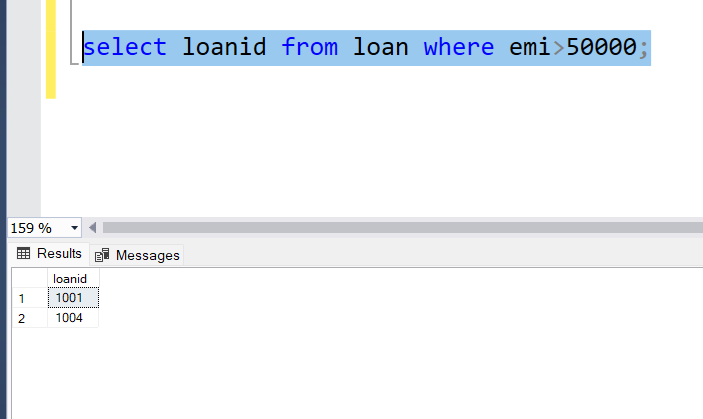 select loanid from loan where emi>50000;
159 %
Results Messages
loanid
1 1001
2 1004